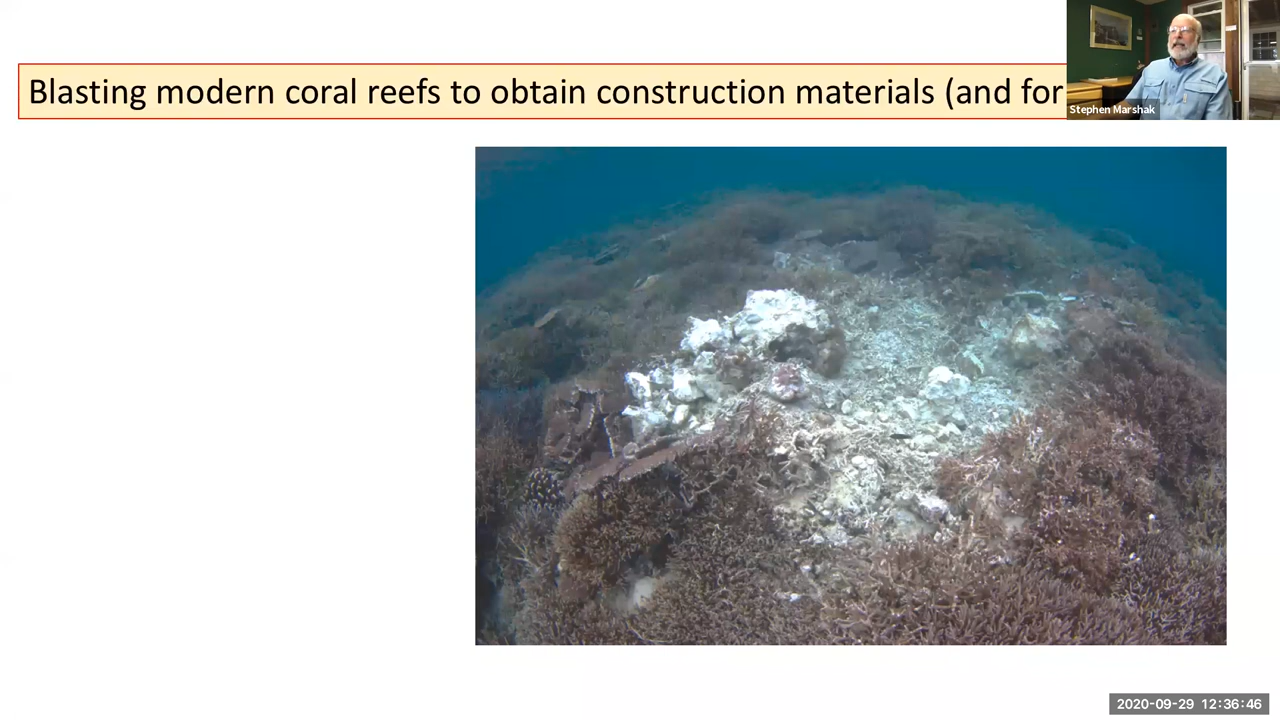 Blasting modern coral reefs to obtain construction materials (and for
Stephen Marshak
2020-09-29 12:36:46